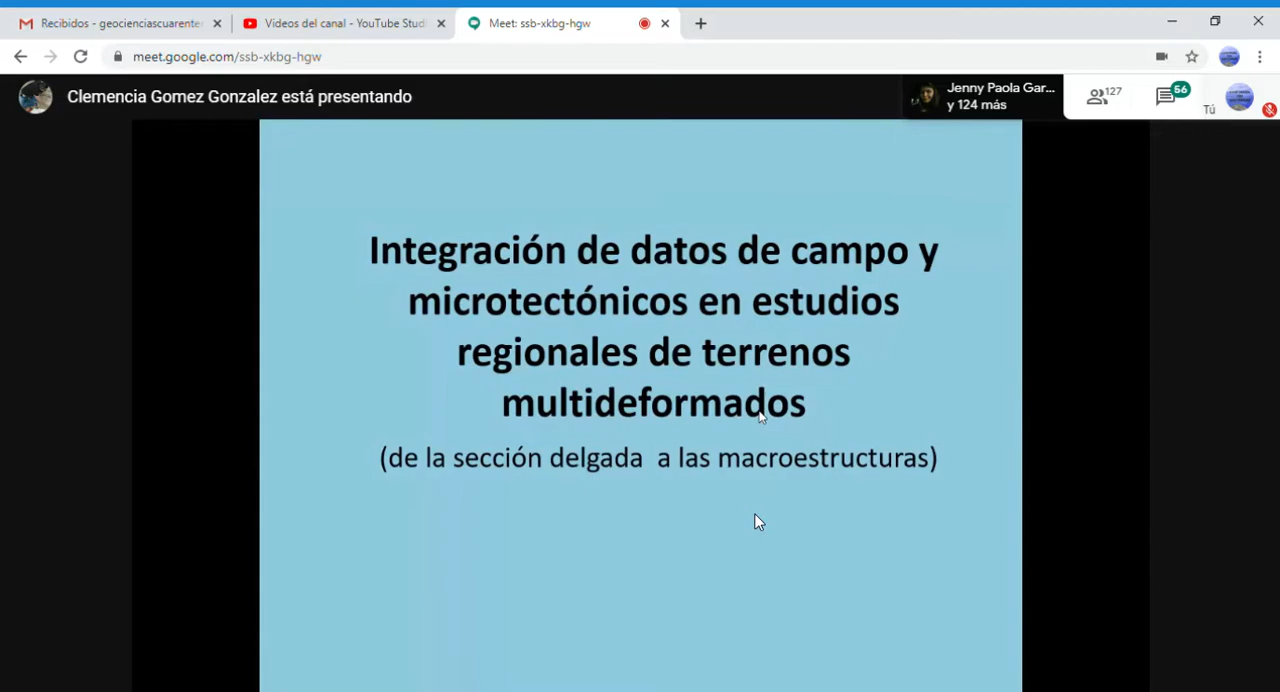 Recibidos - geocienciascuarente
Videos del canal - YouTube Stud
Meet: ssb-xkbg-hgw
meet.google.com/ssb-xkbg-hgw
Clemencia Gomez Gonzalez está presentando
Jenny Paola Gar...
y 124 más
127
56
Tú
Integración de datos de campo y
microtectónicos en estudios
regionales de terrenos
multideformados
(de la sección delgada a las macroestructuras)